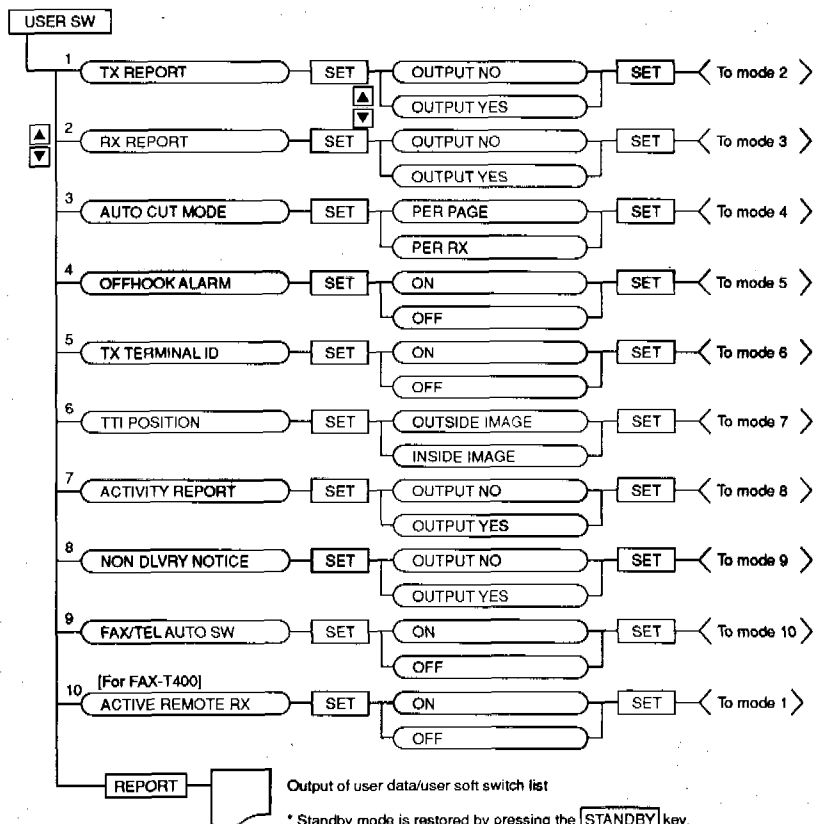 USER SW
1 TX REPORT SET OUTPUT NO SET To mode 2
OUTPUT YES
2 RX REPORT SET OUTPUT NO SET To mode 3
OUTPUT YES
3 AUTO CUT MODE SET PER PAGE SET To mode 4
PER RX
4 OFFHOOK ALARM SET ON SET To mode 5
OFF
5 TX TERMINAL ID SET ON SET To mode 6
OFF
6 TTI POSITION SET OUTSIDE IMAGE SET To mode 7
INSIDE IMAGE
7 ACTIVITY REPORT SET OUTPUT NO SET To mode 8
OUTPUT YES
8 NON DLVRY NOTICE SET OUTPUT NO SET To mode 9
OUTPUT YES
9 FAX/TEL AUTO SW SET ON SET To mode 10
OFF
[For FAX-T400]
10 ACTIVE REMOTE RX SET ON SET To mode 1
OFF
REPORT Output of user data/user soft switch list
* Standby mode is restored by pressing the STANDBY key.